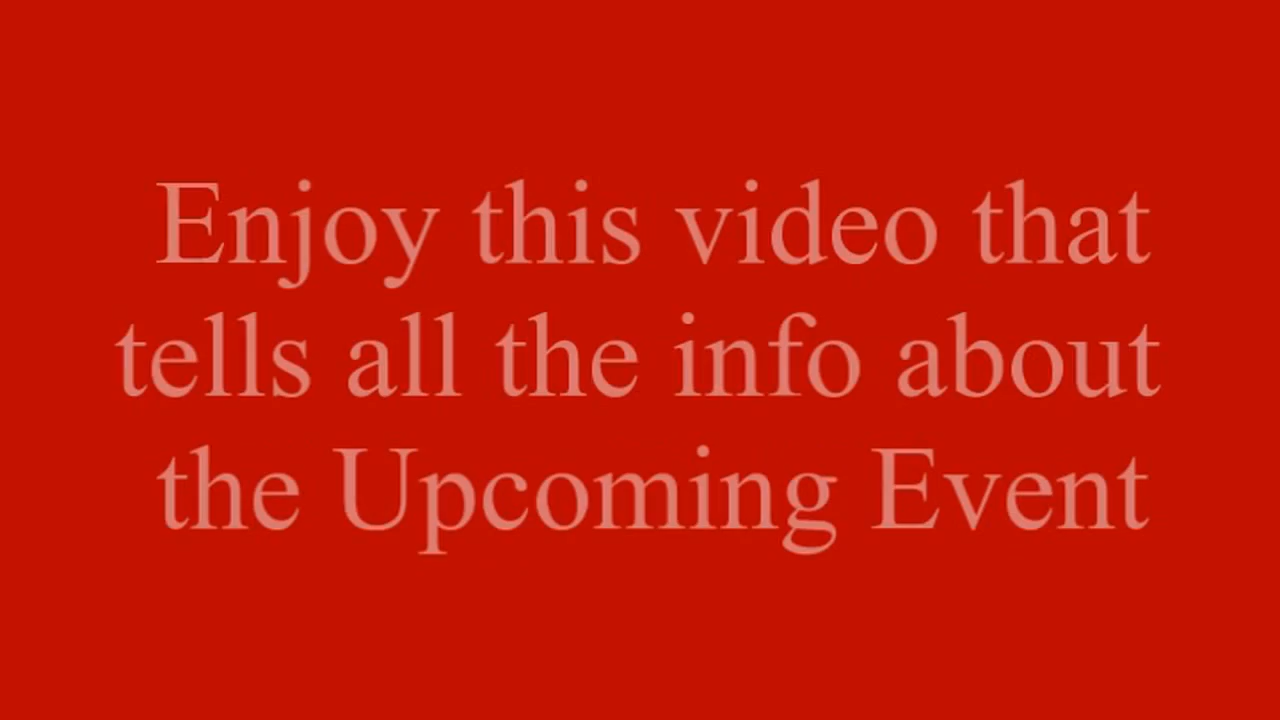 Enjoy this video that
tells all the info about
the Upcoming Event